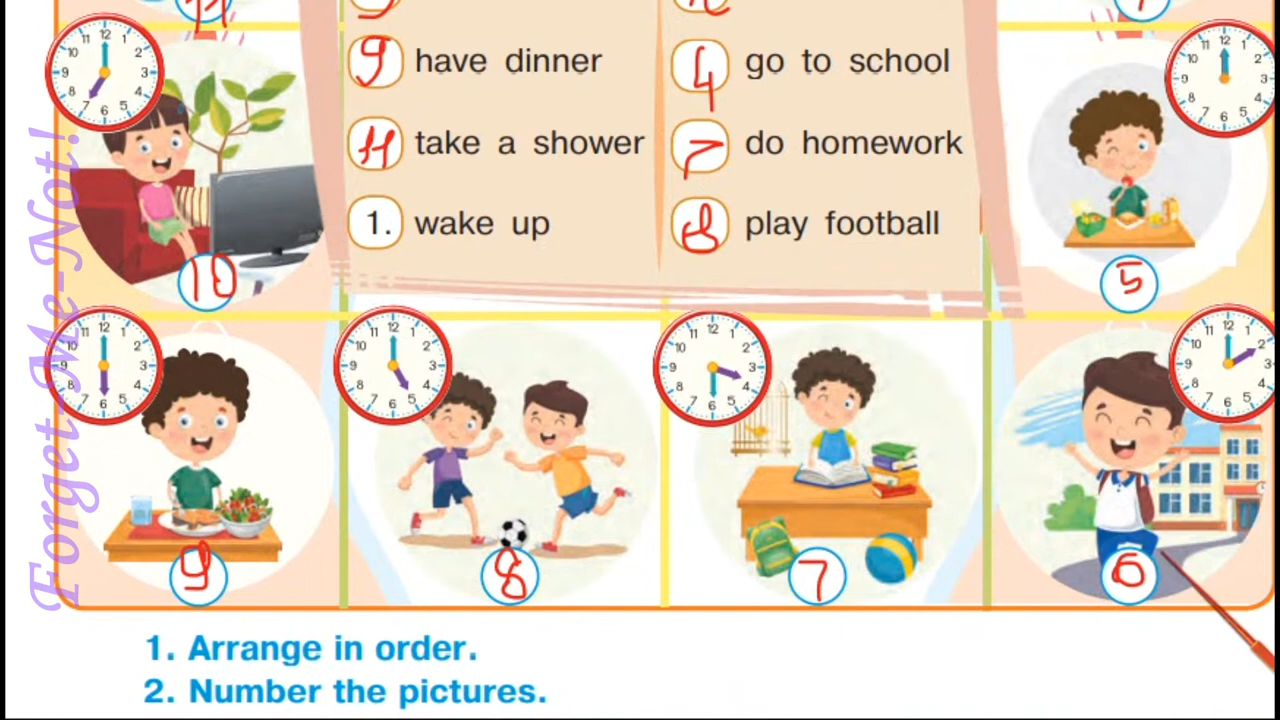 9 have dinner
4 go to school
11 take a shower
7 do homework
1. wake up
8 play football
10
5
9
8
7
6
Forget-Me-Not!
1. Arrange in order.
2. Number the pictures.